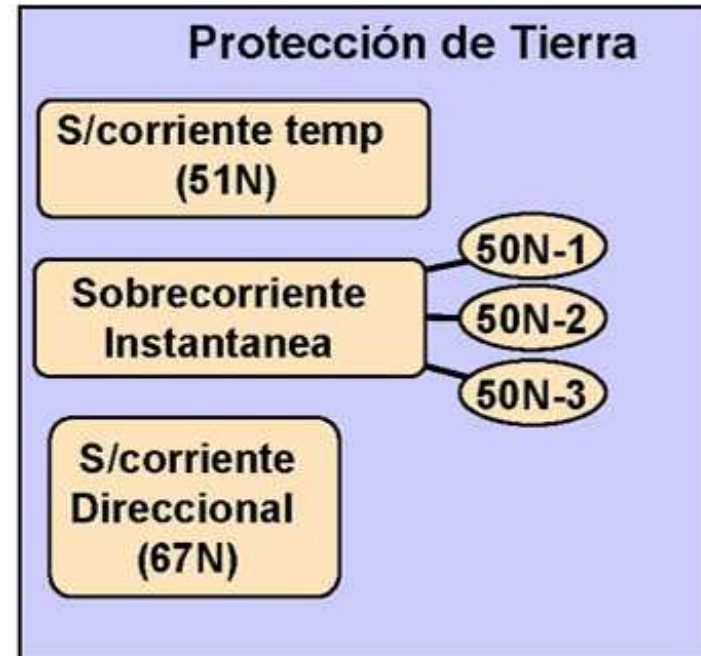 Protección de Tierra
S/corriente temp
(51N)
Sobrecorriente
Instantanea
50N-1
50N-2
50N-3
S/corriente
Direccional
(67N)